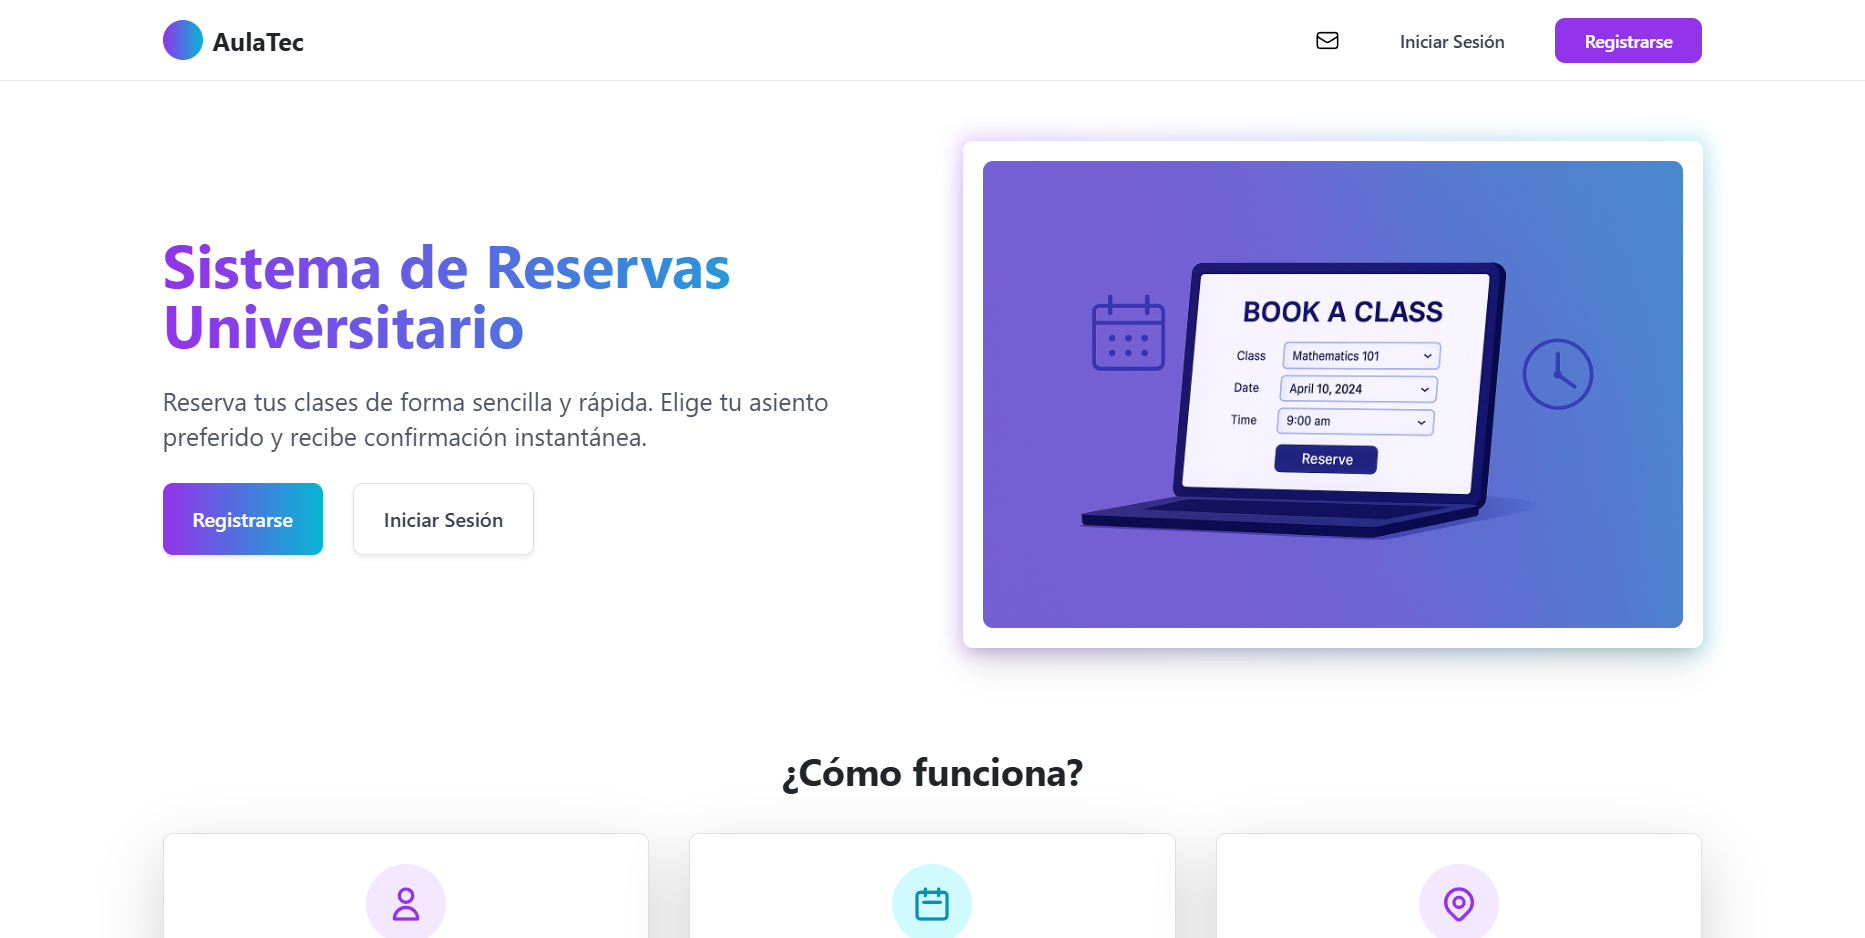 AulaTec
Iniciar Sesión
Registrarse
Sistema de Reservas
Universitario
Reserva tus clases de forma sencilla y rápida. Elige tu asiento
preferido y recibe confirmación instantánea.
Registrarse
Iniciar Sesión
BOOK A CLASS
Class Mathematics 101
Date April 10, 2024
Time 9:00 am
Reserve
¿Cómo funciona?